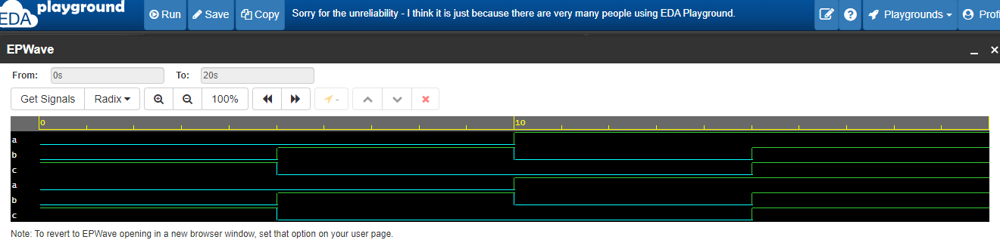 EDA playground
Run Save Copy Sorry for the unreliability - I think it is just because there are very many people using EDA Playground. ? Playgrounds Profi
EPWave
From: 0s To: 20s
Get Signals Radix 100% -
0 10
a
b
c
a
b
c
Note: To revert to EPWave opening in a new browser window, set that option on your user page.